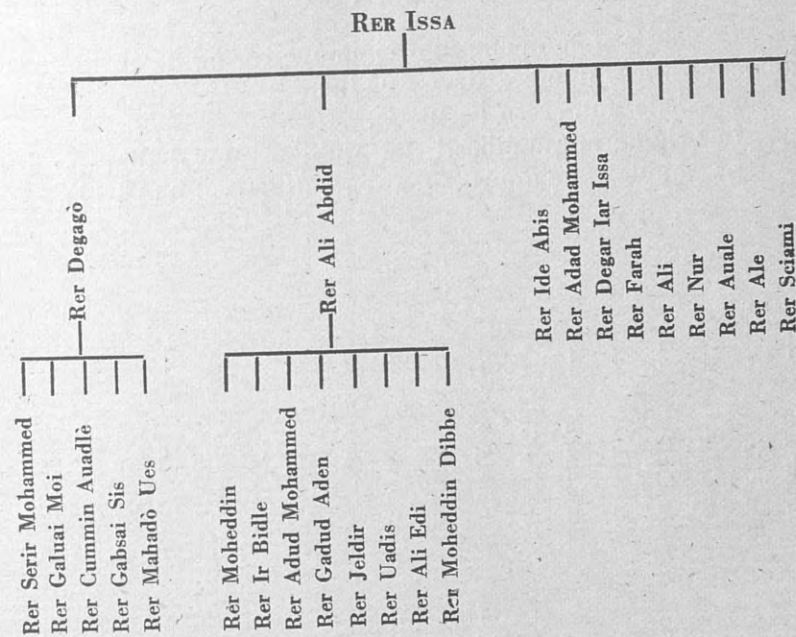 RER ISSA
Rer Degagò
Rer Ali Abdid
Rer Ide Abis
Rer Adad Mohammed
Rer Degar Iar Issa
Rer Farah
Rer Ali
Rer Nur
Rer Auale
Rer Ale
Rer Sciami
Rer Serir Mohammed
Rer Galuai Moi
Rer Cummin Auadlè
Rer Gabsai Sis
Rer Mahadò Ues
Rer Moheddin
Rer Ir Bidle
Rer Adud Mohammed
Rer Gadud Aden
Rer Jeldir
Rer Uadis
Rer Ali Edi
Rer Moheddin Dibbe